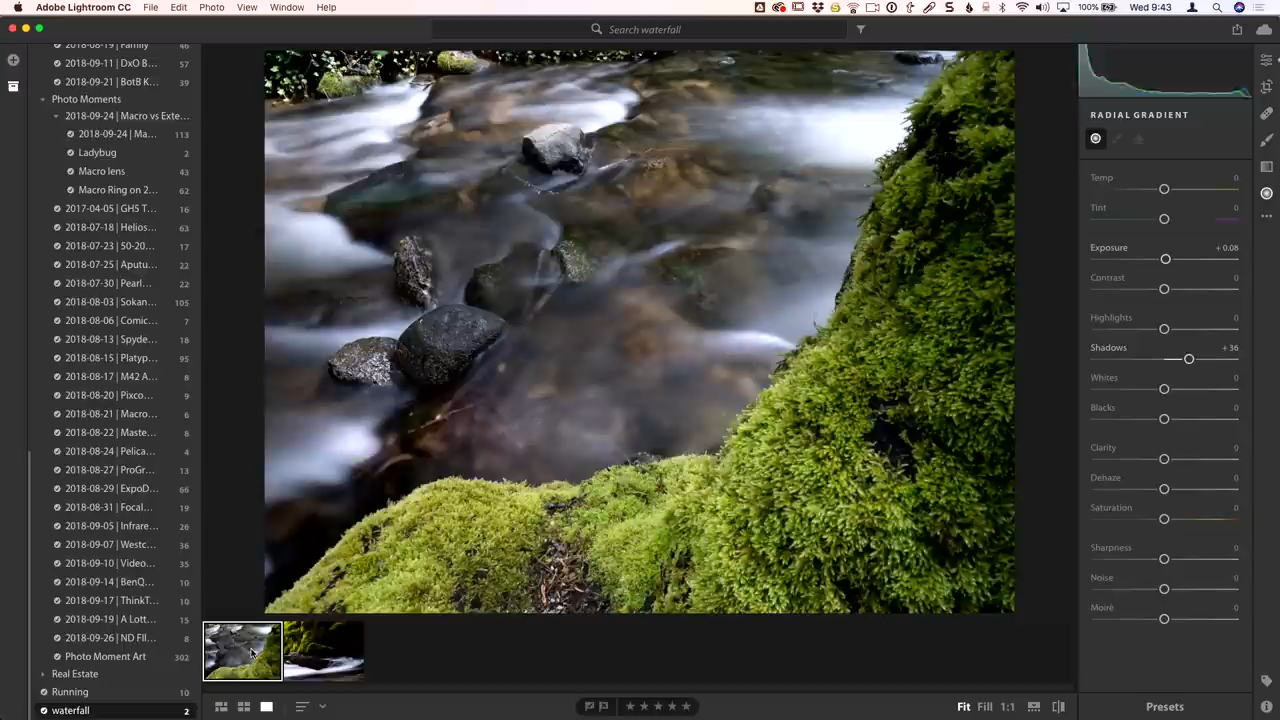 Adobe Lightroom CC File Edit Photo View Window Help 100% Wed 9:43
Search waterfall
2018-08-19 | Family 46
2018-09-11 | DxO B... 57
2018-09-21 | BotB K... 39
Photo Moments
2018-09-24 | Macro vs Exte...
2018-09-24 | Ma... 113
Ladybug 2
Macro lens 43
Macro Ring on 2... 62
2017-04-05 | GH5 T... 16
2018-07-18 | Helios... 63
2018-07-23 | 50-20... 17
2018-07-25 | Aputu... 22
2018-07-30 | Pearl... 22
2018-08-03 | Sokan... 105
2018-08-06 | Comic... 7
2018-08-13 | Spyde... 18
2018-08-15 | Platyp... 95
2018-08-17 | M42 A... 8
2018-08-20 | Pixco... 9
2018-08-21 | Macro... 6
2018-08-22 | Maste... 8
2018-08-24 | Pelica... 4
2018-08-27 | ProGr... 13
2018-08-29 | ExpoD... 66
2018-08-31 | Focal... 21
2018-09-05 | Infrare... 26
2018-09-07 | Westc... 36
2018-09-10 | Video... 35
2018-09-14 | BenQ... 10
2018-09-17 | ThinkT... 10
2018-09-19 | A Lott... 15
2018-09-26 | ND FIl... 8
Photo Moment Art 302
Real Estate
Running 10
waterfall 2
RADIAL GRADIENT
Temp 0
Tint 0
Exposure + 0.08
Contrast 0
Highlights 0
Shadows + 36
Whites 0
Blacks 0
Clarity 0
Dehaze 0
Saturation 0
Sharpness 0
Noise 0
Moiré 0
Fit Fill 1:1
Presets